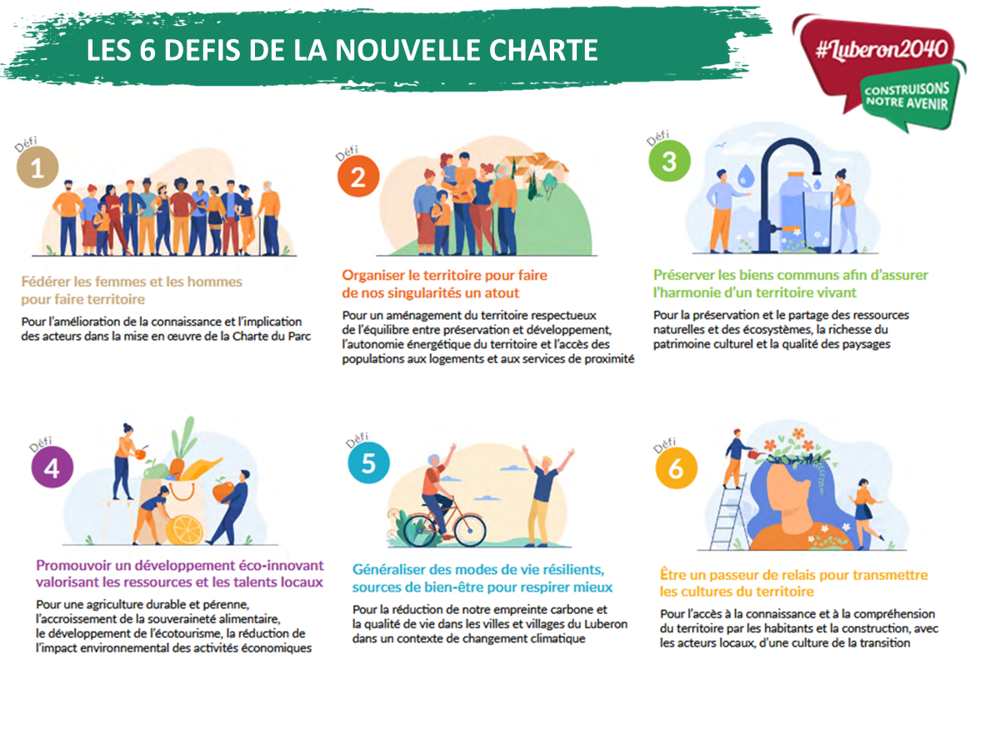 LES 6 DEFIS DE LA NOUVELLE CHARTE
#Luberon2040
CONSTRUISONS
NOTRE AVENIR
Défi
1
Fédérer les femmes et les hommes
pour faire territoire
Pour l'amélioration de la connaissance et l'implication
des acteurs dans la mise en œuvre de la Charte du Parc
Défi
2
Organiser le territoire pour faire
de nos singularités un atout
Pour un aménagement du territoire respectueux
de l'équilibre entre préservation et développement,
l'autonomie énergétique du territoire et l'accès des
populations aux logements et aux services de proximité
Défi
3
Préserver les biens communs afin d'assurer
l'harmonie d'un territoire vivant
Pour la préservation et le partage des ressources
naturelles et des écosystèmes, la richesse du
patrimoine culturel et la qualité des paysages
Défi
4
Promouvoir un développement éco-innovant
valorisant les ressources et les talents locaux
Pour une agriculture durable et pérenne,
l'accroissement de la souveraineté alimentaire,
le développement de l'écotourisme, la réduction de
l'impact environnemental des activités économiques
Défi
5
Généraliser des modes de vie résilients,
sources de bien-être pour respirer mieux
Pour la réduction de notre empreinte carbone et
la qualité de vie dans les villes et villages du Luberon
dans un contexte de changement climatique
Défi
6
Être un passeur de relais pour transmettre
les cultures du territoire
Pour l'accès à la connaissance et à la compréhension
du territoire par les habitants et la construction, avec
les acteurs locaux, d'une culture de la transition